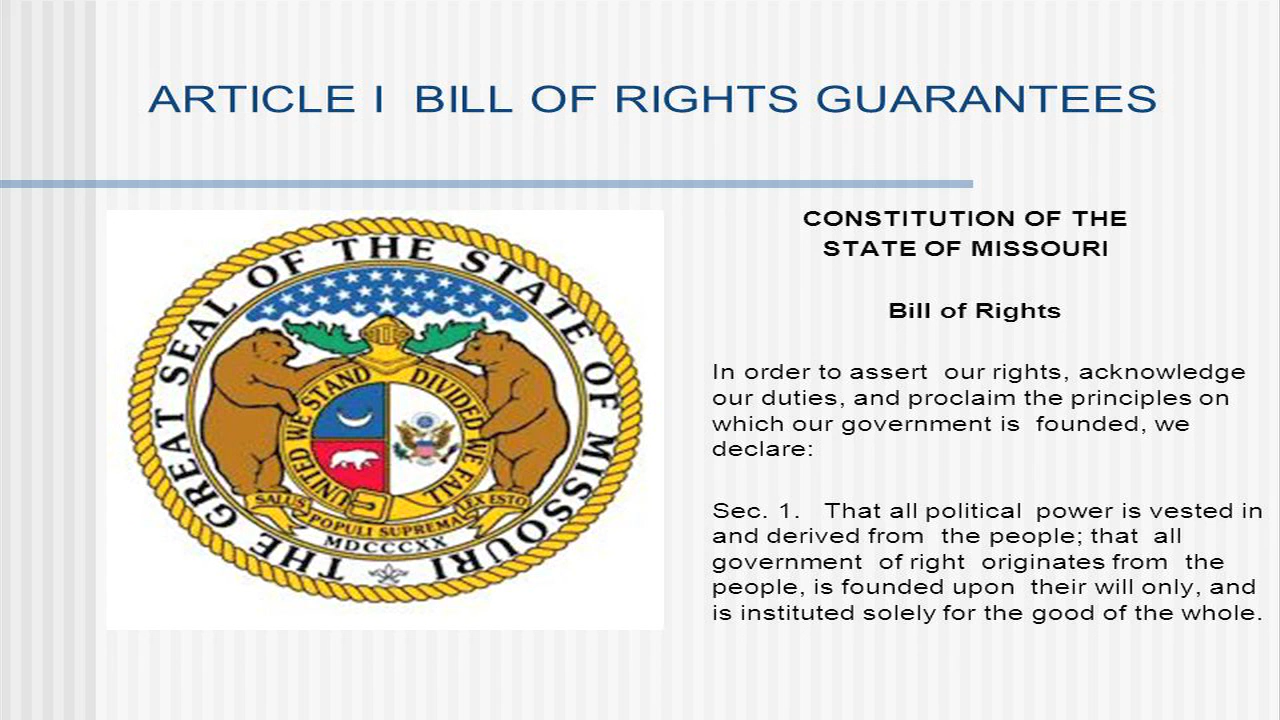 ARTICLE I BILL OF RIGHTS GUARANTEES
THE GREAT SEAL OF THE STATE OF MISSOURI
UNITED WE STAND DIVIDED WE FALL
SALUS POPULI SUPREMA LEX ESTO
MDCCCXX
CONSTITUTION OF THE
STATE OF MISSOURI
Bill of Rights
In order to assert our rights, acknowledge
our duties, and proclaim the principles on
which our government is founded, we
declare:
Sec. 1. That all political power is vested in
and derived from the people; that all
government of right originates from the
people, is founded upon their will only, and
is instituted solely for the good of the whole.